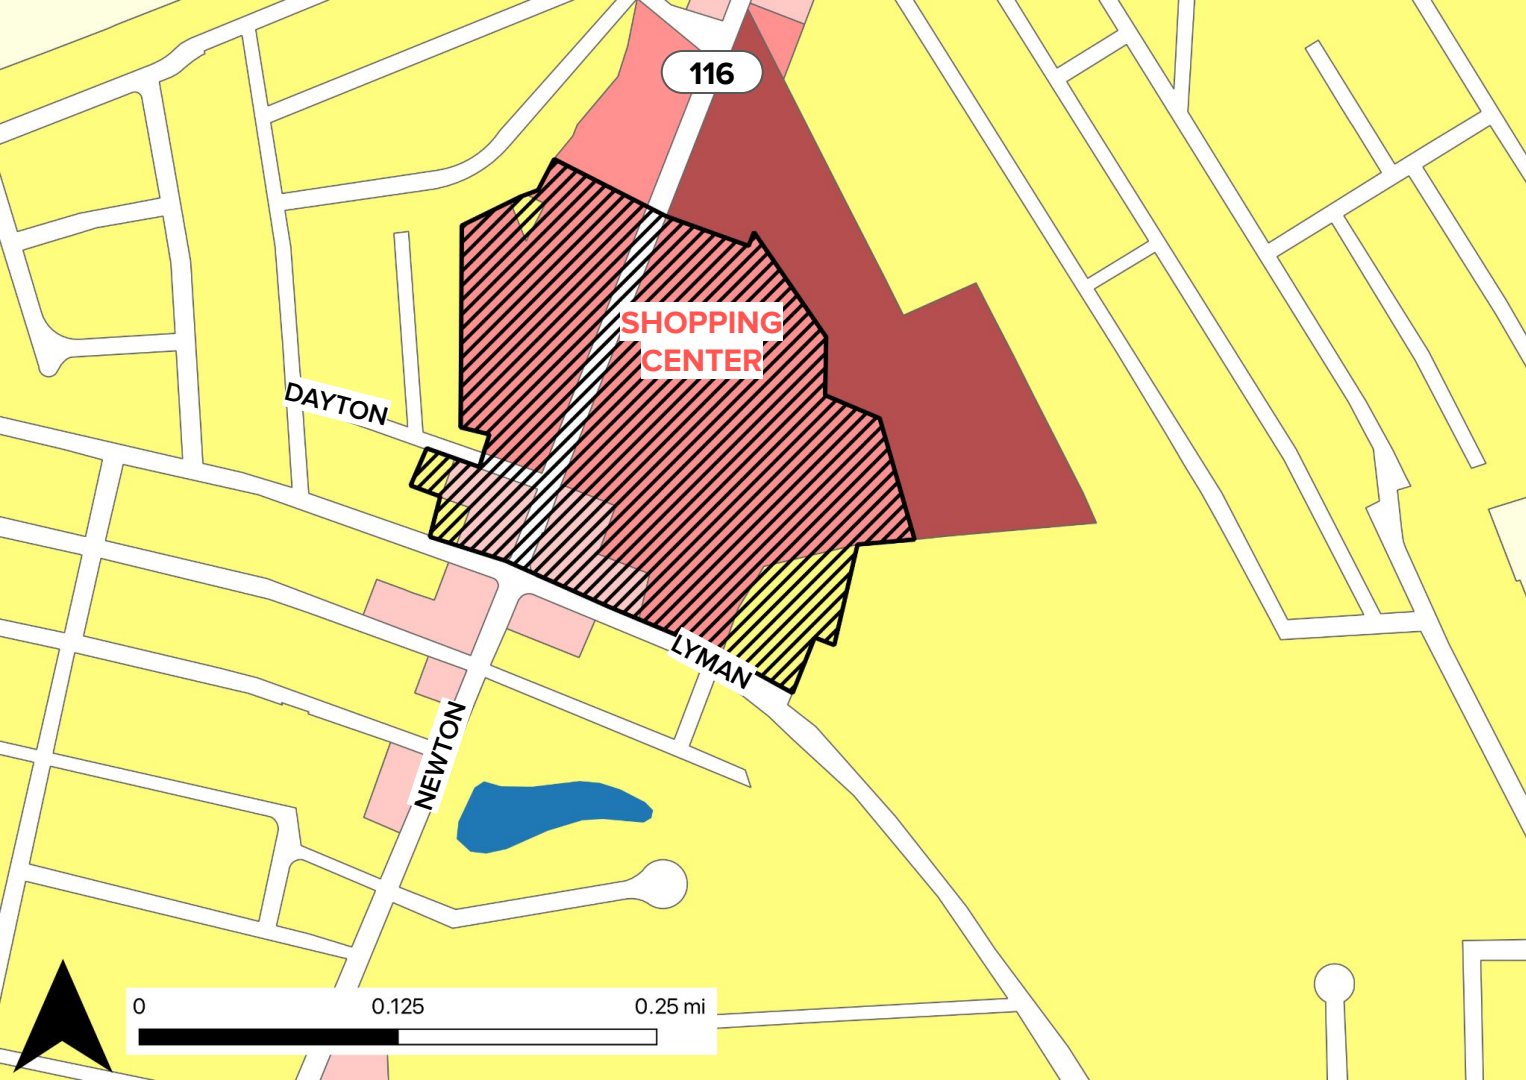 116
SHOPPING
CENTER
DAYTON
LYMAN
NEWTON
0 0.125 0.25 mi